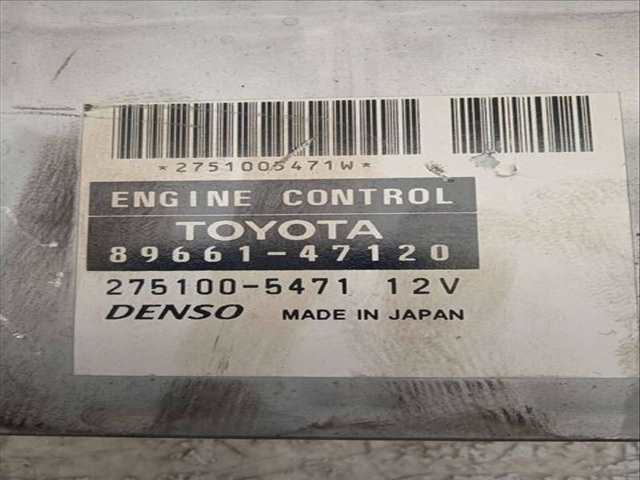 *2751005471W*
ENGINE CONTROL
TOYOTA
89661-47120
275100-5471 12V
DENSO MADE IN JAPAN